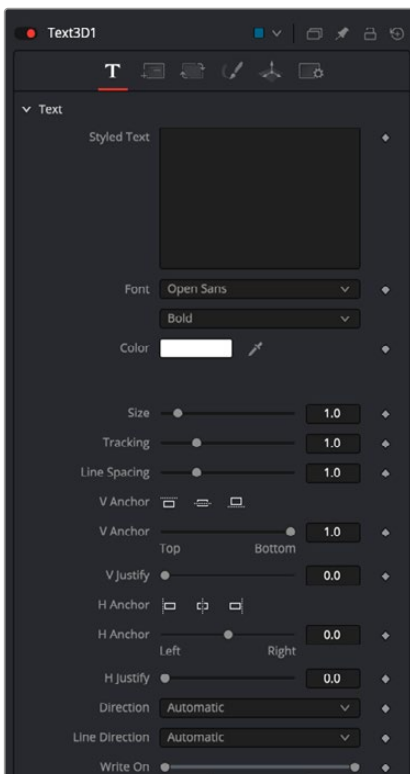 Text3D1
T
Text
Styled Text
Font Open Sans
Bold
Color
Size 1.0
Tracking 1.0
Line Spacing 1.0
V Anchor
V Anchor 1.0
Top Bottom
V Justify 0.0
H Anchor
H Anchor 0.0
Left Right
H Justify 0.0
Direction Automatic
Line Direction Automatic
Write On